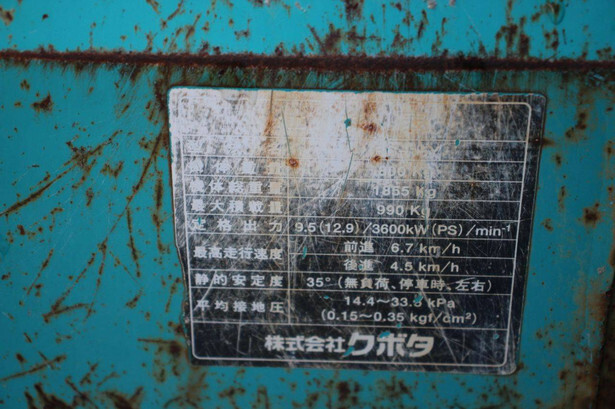 機体総重量 1855 Kg
最大積載量 990 Kg
定格出力 9.5(12.9)/3600kW(PS)/min⁻¹
最高走行速度 前進 6.7 km/h
後進 4.5 km/h
静的安定度 35°(無負荷、停車時、左右)
平均接地圧 14.4~33.8 kPa
(0.15~0.35 kgf/cm²)
株式会社クボタ